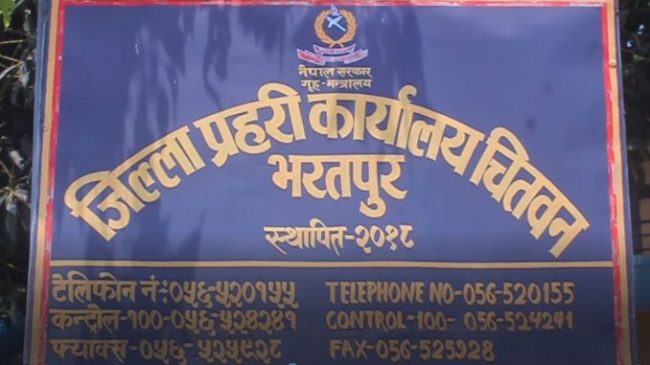 नेपाल सरकार
गृह-मन्त्रालय
जिल्ला प्रहरी कार्यालय चितवन
भरतपुर
स्थापित-२०१८
टेलिफोन नं:०५६-५२०१५५ TELEPHONE NO-056-520155
कन्ट्रोल-100-०५६-५२४२४१ CONTROL-100- 056-524241
फ्याक्स-०५६-५२५९२८ FAX-056-525928